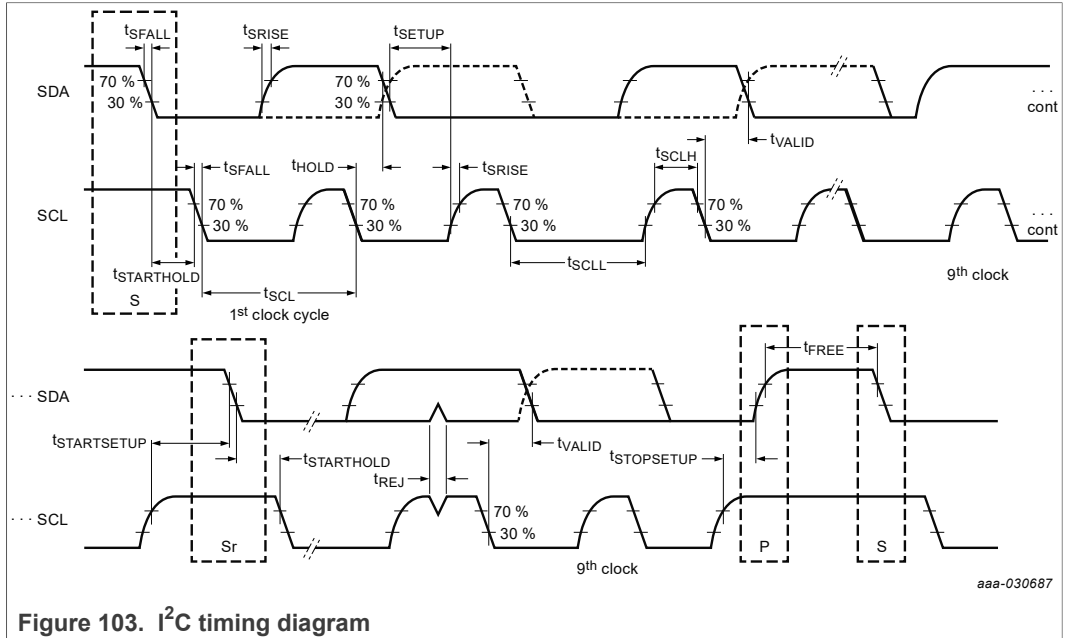 tSFALL tSRISE tSETUP
SDA 70 % 30 % 70 % 30 % ... cont
tVALID
tSFALL tHOLD tSRISE tSCLH
SCL 70 % 30 % 70 % 30 % 70 % 30 % 70 % 30 % ... cont
tSTARTHOLD tSCLL
S tSCL 9th clock
1st clock cycle
tFREE
... SDA
tSTARTSETUP tSTARTHOLD tVALID tSTOPSETUP
tREJ
... SCL 70 % 30 %
Sr P S
9th clock
aaa-030687
Figure 103. I2C timing diagram